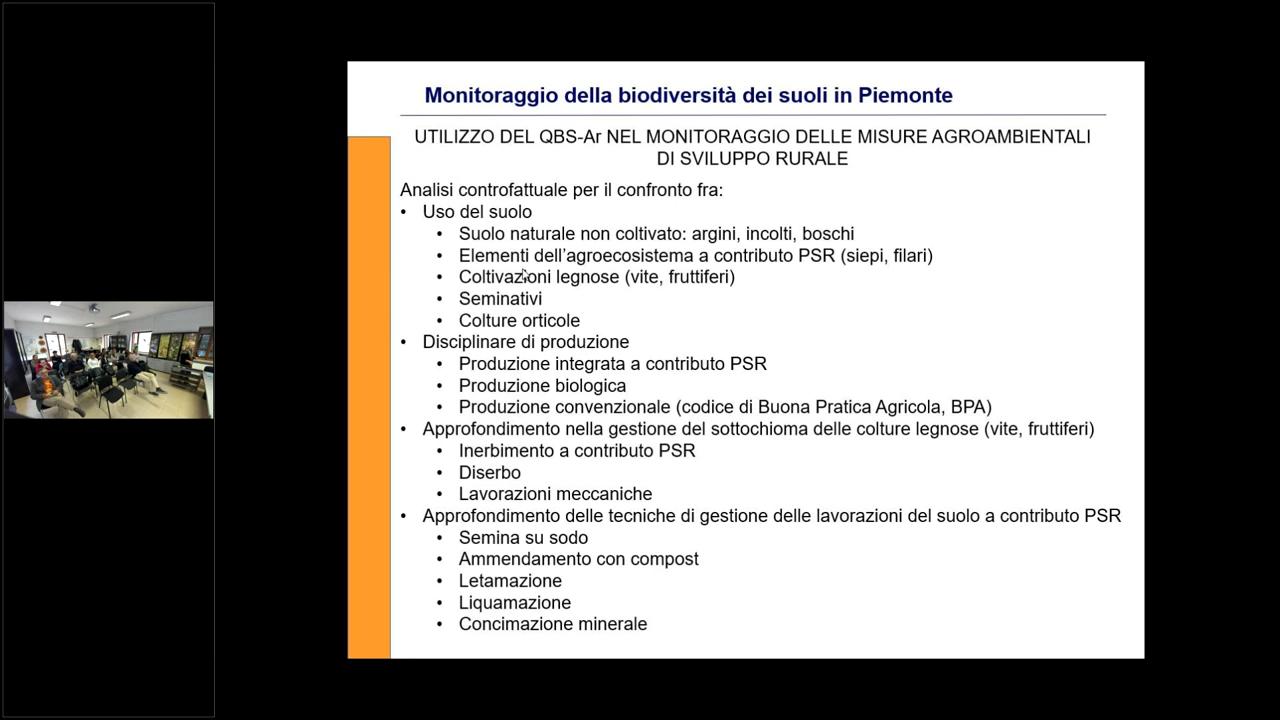 Monitoraggio della biodiversità dei suoli in Piemonte
UTILIZZO DEL QBS-Ar NEL MONITORAGGIO DELLE MISURE AGROAMBIENTALI
DI SVILUPPO RURALE
Analisi controfattuale per il confronto fra:
• Uso del suolo
• Suolo naturale non coltivato: argini, incolti, boschi
• Elementi dell'agroecosistema a contributo PSR (siepi, filari)
• Coltivazioni legnose (vite, fruttiferi)
• Seminativi
• Colture orticole
• Disciplinare di produzione
• Produzione integrata a contributo PSR
• Produzione biologica
• Produzione convenzionale (codice di Buona Pratica Agricola, BPA)
• Approfondimento nella gestione del sottochioma delle colture legnose (vite, fruttiferi)
• Inerbimento a contributo PSR
• Diserbo
• Lavorazioni meccaniche
• Approfondimento delle tecniche di gestione delle lavorazioni del suolo a contributo PSR
• Semina su sodo
• Ammendamento con compost
• Letamazione
• Liquamazione
• Concimazione minerale